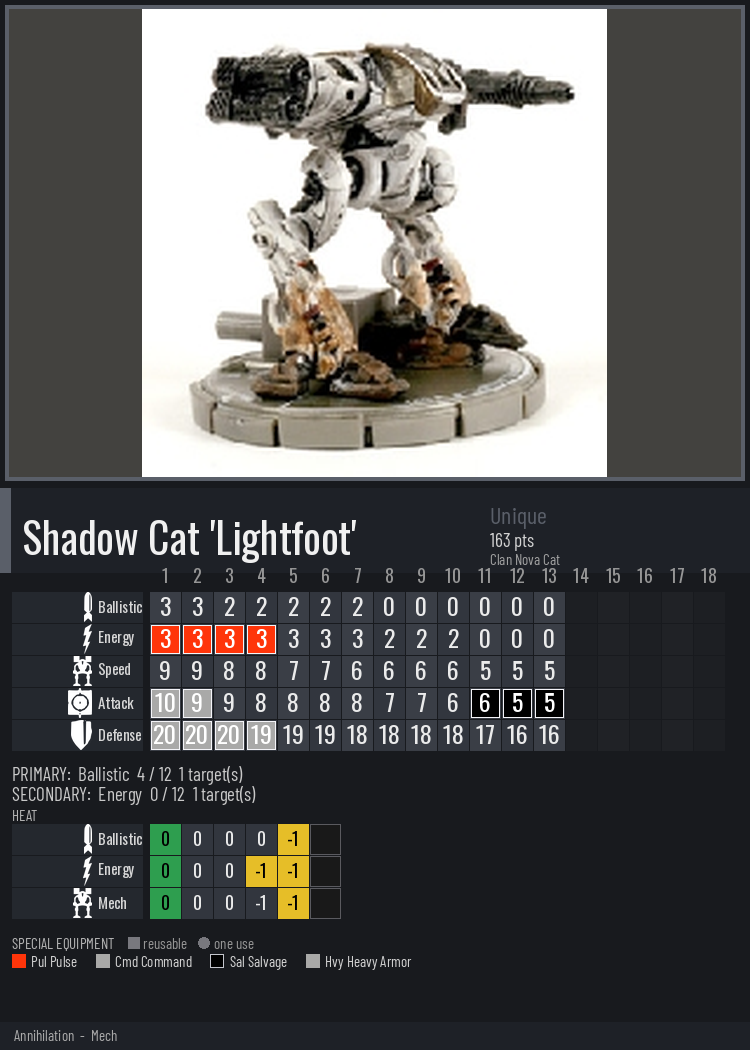 Shadow Cat 'Lightfoot'
Unique
163 pts
Clan Nova Cat
1 2 3 4 5 6 7 8 9 10 11 12 13 14 15 16 17 18
Ballistic 3 3 2 2 2 2 2 0 0 0 0 0 0
Energy 3 3 3 3 3 3 3 2 2 2 0 0 0
Speed 9 9 8 8 7 7 6 6 6 6 5 5 5
Attack 10 9 9 8 8 8 8 7 7 6 6 5 5
Defense 20 20 20 19 19 19 18 18 18 18 17 16 16
PRIMARY: Ballistic 4 / 12 1 target(s)
SECONDARY: Energy 0 / 12 1 target(s)
HEAT
Ballistic 0 0 0 0 -1
Energy 0 0 0 -1 -1
Mech 0 0 0 -1 -1
SPECIAL EQUIPMENT reusable one use
Pul Pulse Cmd Command Sal Salvage Hvy Heavy Armor
Annihilation - Mech